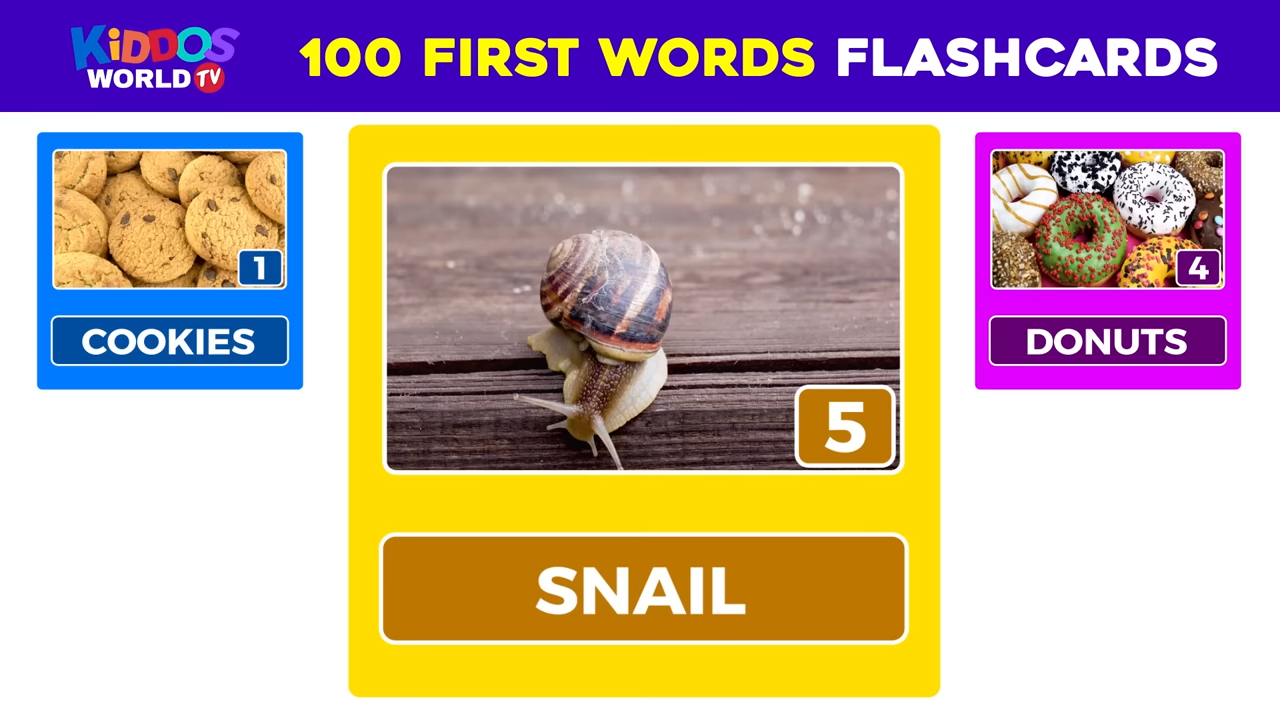 KiDDOS
WORLD TV
100 FIRST WORDS FLASHCARDS
1
COOKIES
5
SNAIL
4
DONUTS